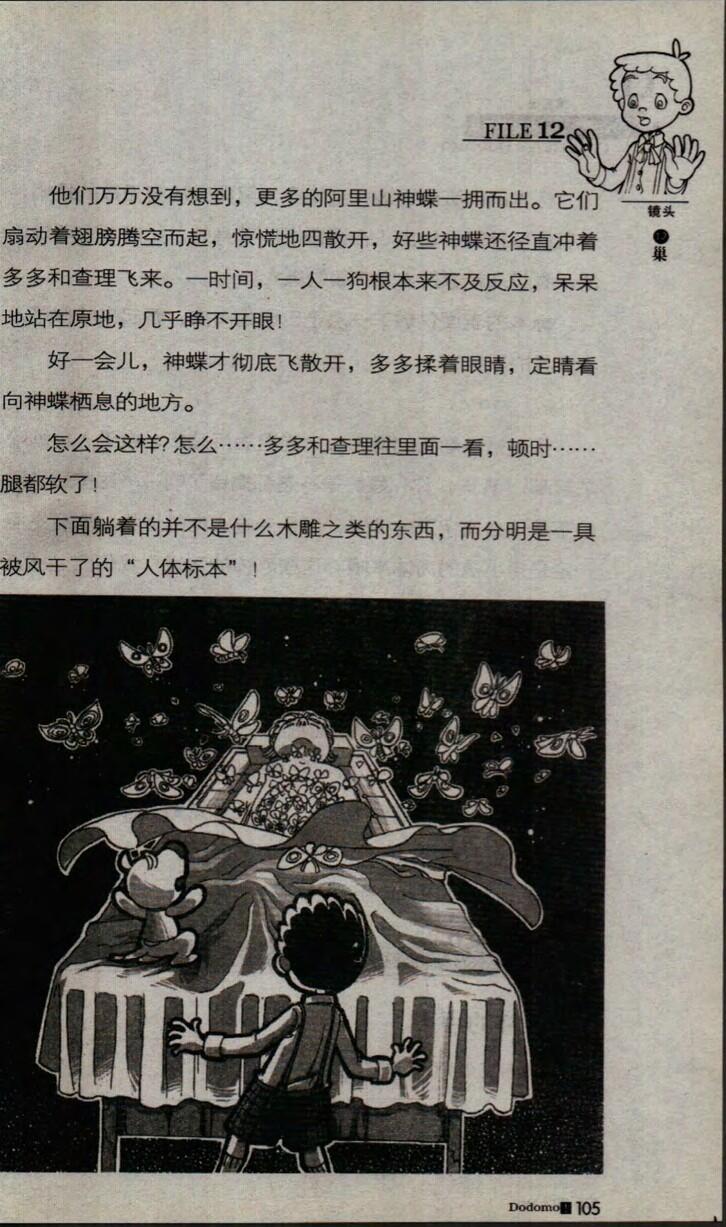 FILE 12
镜头
巢
他们万万没有想到，更多的阿里山神蝶一拥而出。它们
扇动着翅膀腾空而起，惊慌地四散开，好些神蝶还径直冲着
多多和查理飞来。一时间，一人一狗根本来不及反应，呆呆
地站在原地，几乎睁不开眼！
好一会儿，神蝶才彻底飞散开，多多揉着眼睛，定睛看
向神蝶栖息的地方。
怎么会这样？怎么……多多和查理往里面一看，顿时……
腿都软了！
下面躺着的并不是什么木雕之类的东西，而分明是一具
被风干了的“人体标本”！
Dodomo 105